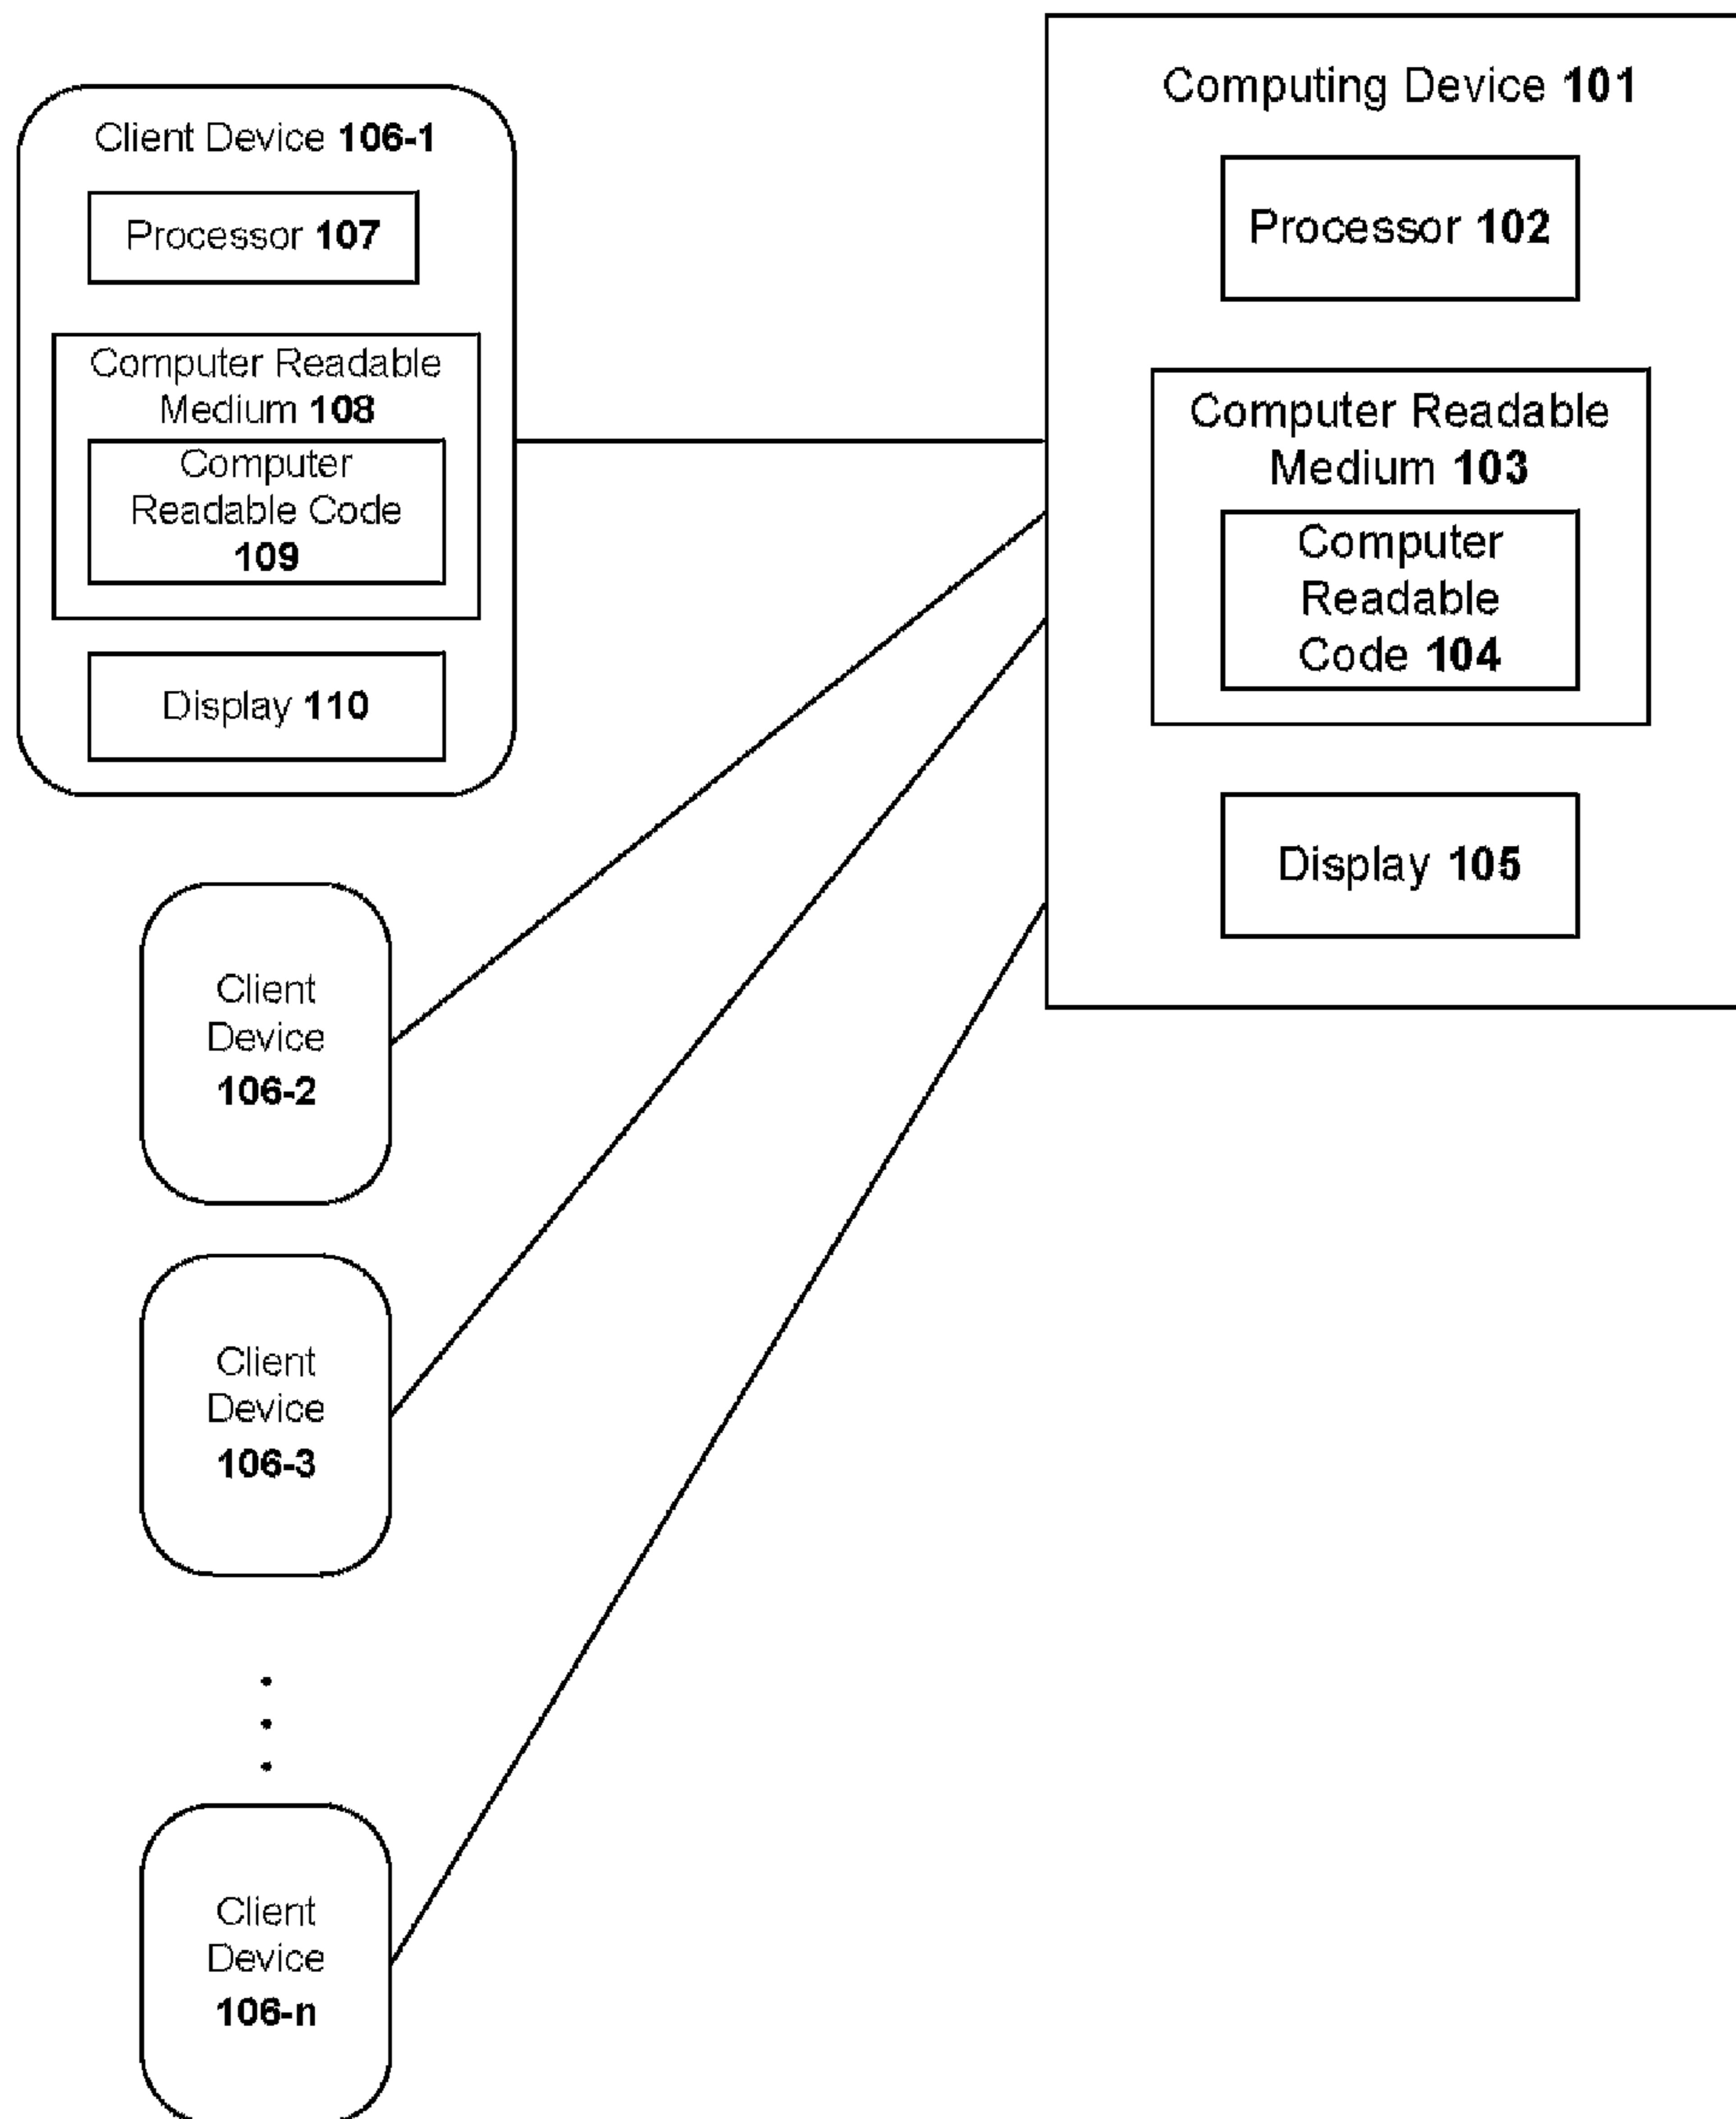 Client Device 106-1
Processor 107
Computer Readable
Medium 108
Computer
Readable Code
109
Display 110
Client
Device
106-2
Client
Device
106-3
Client
Device
106-n
Computing Device 101
Processor 102
Computer Readable
Medium 103
Computer
Readable
Code 104
Display 105